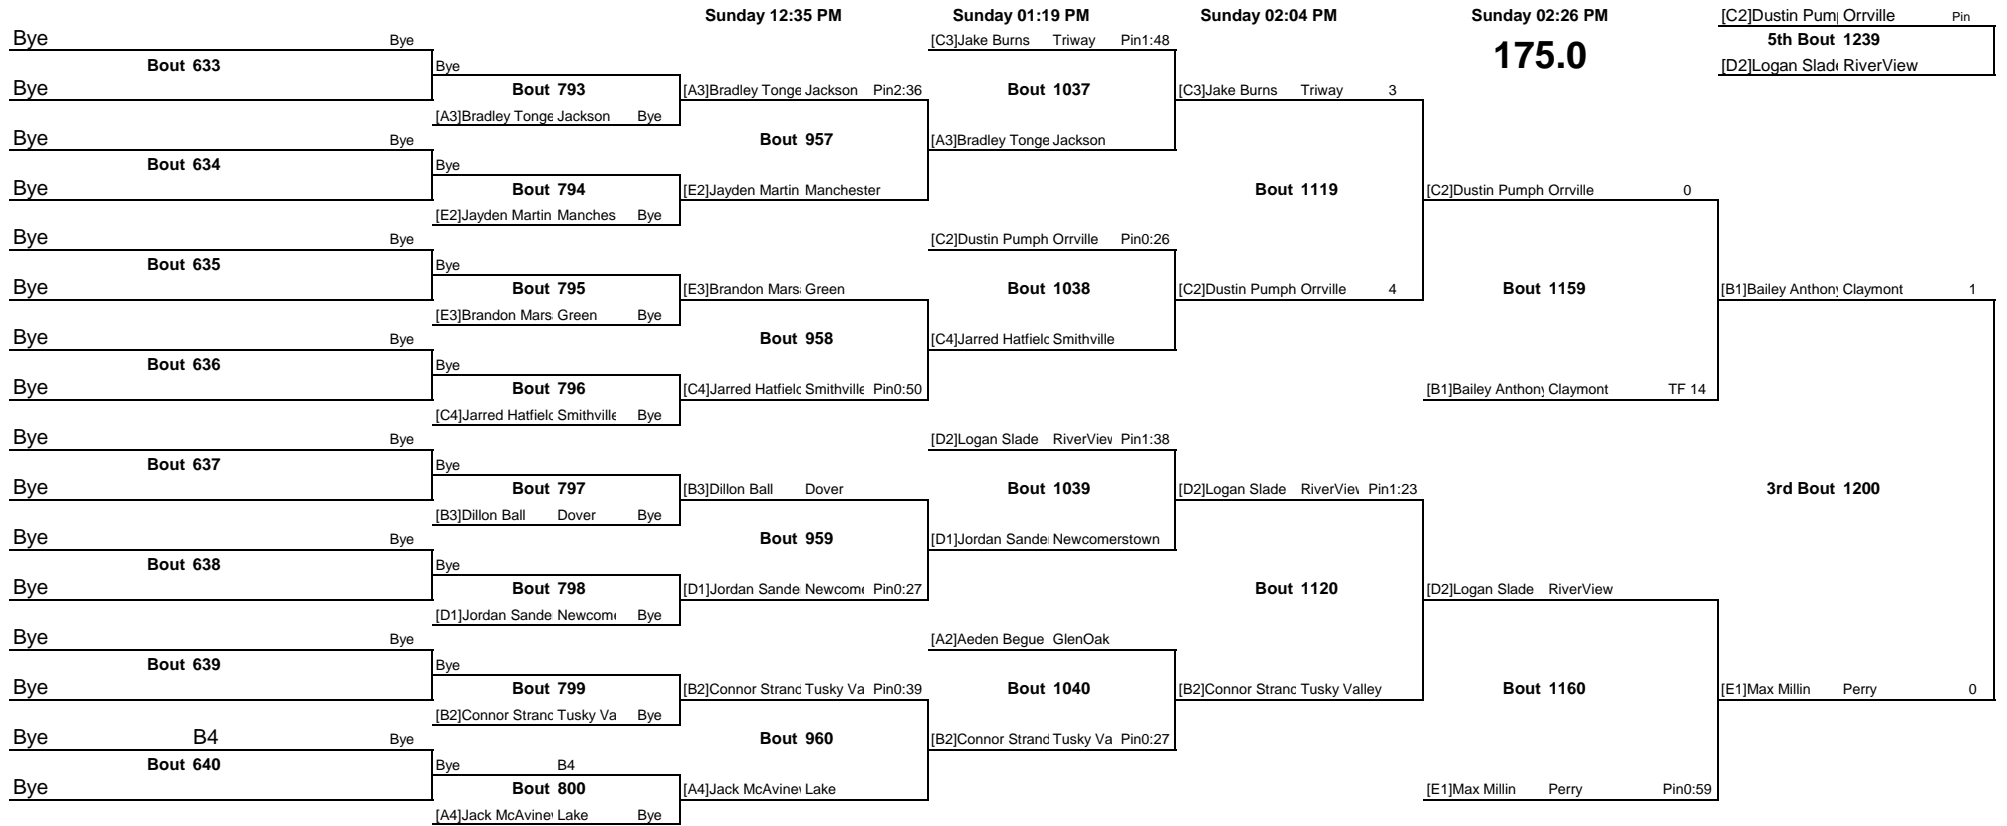 Sunday 12:35 PM Sunday 01:19 PM Sunday 02:04 PM Sunday 02:26 PM [C2]Dustin Pum Orrville Pin
Bye Bye [C3]Jake Burns Triway Pin1:48 175.0 5th Bout 1239
Bout 633 Bye [D2]Logan Slade RiverView
Bye Bout 793 [A3]Bradley Tonge Jackson Pin2:36 Bout 1037 [C3]Jake Burns Triway 3
[A3]Bradley Tonge Jackson Bye
Bye Bye Bout 957 [A3]Bradley Tonge Jackson
Bout 634 Bye
Bye Bout 794 [E2]Jayden Martin Manchester Bout 1119 [C2]Dustin Pumph Orrville 0
[E2]Jayden Martin Manches Bye
Bye Bye [C2]Dustin Pumph Orrville Pin0:26
Bout 635 Bye
Bye Bout 795 [E3]Brandon Mars Green Bout 1038 [C2]Dustin Pumph Orrville 4 Bout 1159 [B1]Bailey Anthony Claymont 1
[E3]Brandon Mars Green Bye
Bye Bye Bout 958 [C4]Jarred Hatfielc Smithville
Bout 636 Bye
Bye Bout 796 [C4]Jarred Hatfielc Smithville Pin0:50 [B1]Bailey Anthony Claymont TF 14
[C4]Jarred Hatfielc Smithville Bye
Bye Bye [D2]Logan Slade RiverView Pin1:38
Bout 637 Bye
Bye Bout 797 [B3]Dillon Ball Dover Bout 1039 [D2]Logan Slade RiverView Pin1:23 3rd Bout 1200
[B3]Dillon Ball Dover Bye
Bye Bye Bout 959 [D1]Jordan Sande Newcomerstown
Bout 638 Bye
Bye Bout 798 [D1]Jordan Sande Newcome Pin0:27 Bout 1120 [D2]Logan Slade RiverView
[D1]Jordan Sande Newcome Bye
Bye Bye [A2]Aeden Begue GlenOak
Bout 639 Bye
Bye Bout 799 [B2]Connor Stranc Tusky Va Pin0:39 Bout 1040 [B2]Connor Stranc Tusky Valley Bout 1160 [E1]Max Millin Perry 0
[B2]Connor Stranc Tusky Va Bye
Bye B4 Bye Bout 960 [B2]Connor Strand Tusky Va Pin0:27
Bout 640 Bye B4
Bye Bout 800 [A4]Jack McAviney Lake [E1]Max Millin Perry Pin0:59
[A4]Jack McAviney Lake Bye